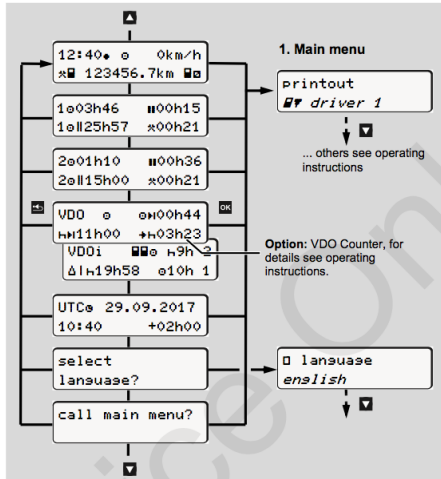 1. Main menu
12:40● ⊙ 0km/h
123456.7km
printout
driver 1
1⊙03h46 ॥00h15
1⊙॥25h57 00h21
... others see operating
instructions
2⊙01h10 ॥00h36
2⊙॥15h00 00h21
OK
VDO ⊙ ⊙00h44
11h00 03h23
VDOi ⊙ 9h 2
19h58 ⊙10h 1
Option: VDO Counter, for
details see operating
instructions.
UTC 29.09.2017
10:40 +02h00
select
language?
language
english
call main menu?